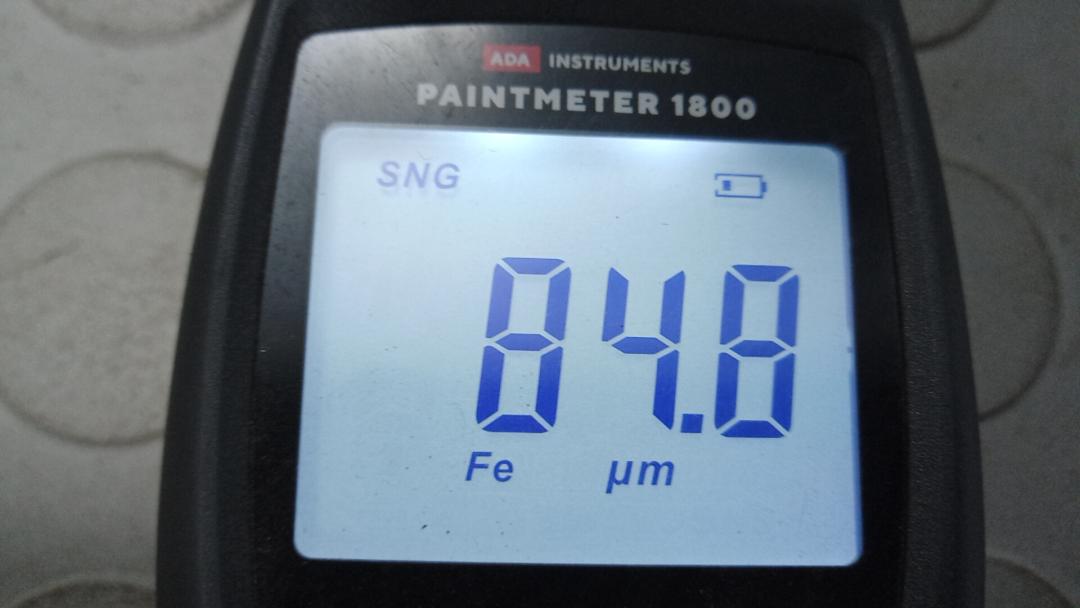 ADA INSTRUMENTS
PAINTMETER 1800
SNG
84.8
Fe µm